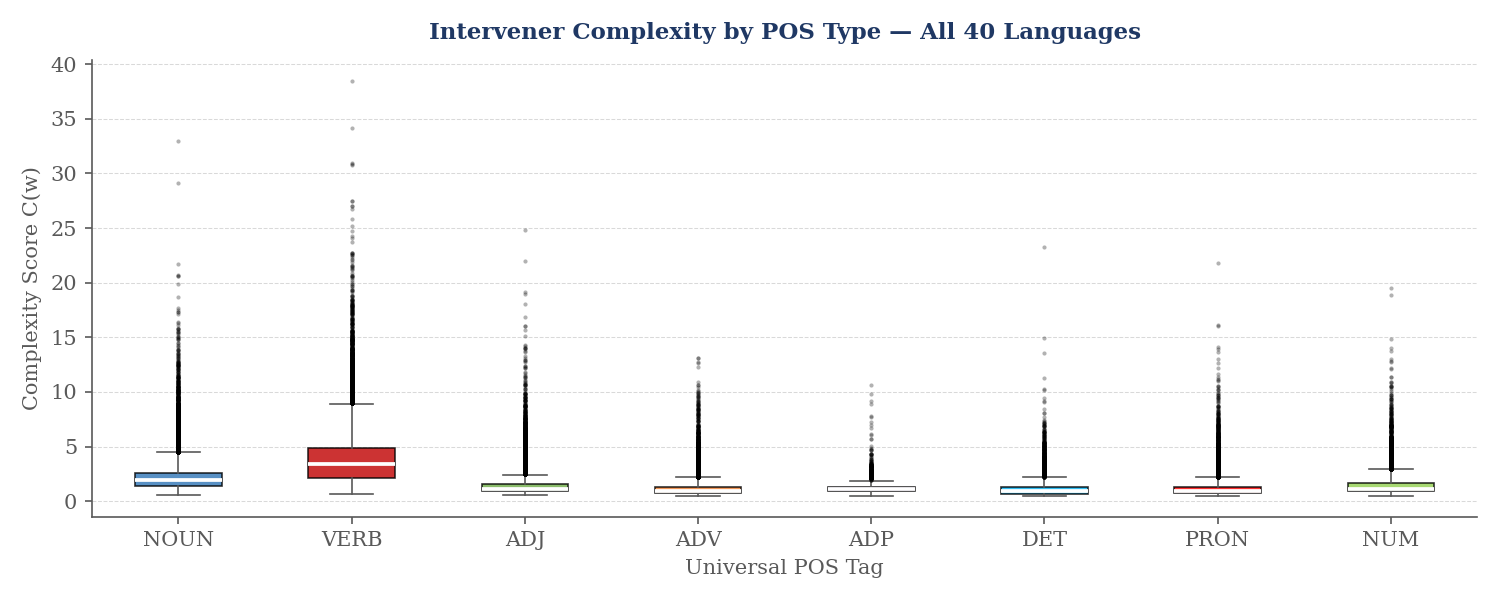 Intervener Complexity by POS Type — All 40 Languages
Complexity Score C(w)
40
35
30
25
20
15
10
5
0
NOUN VERB ADJ ADV ADP DET PRON NUM
Universal POS Tag